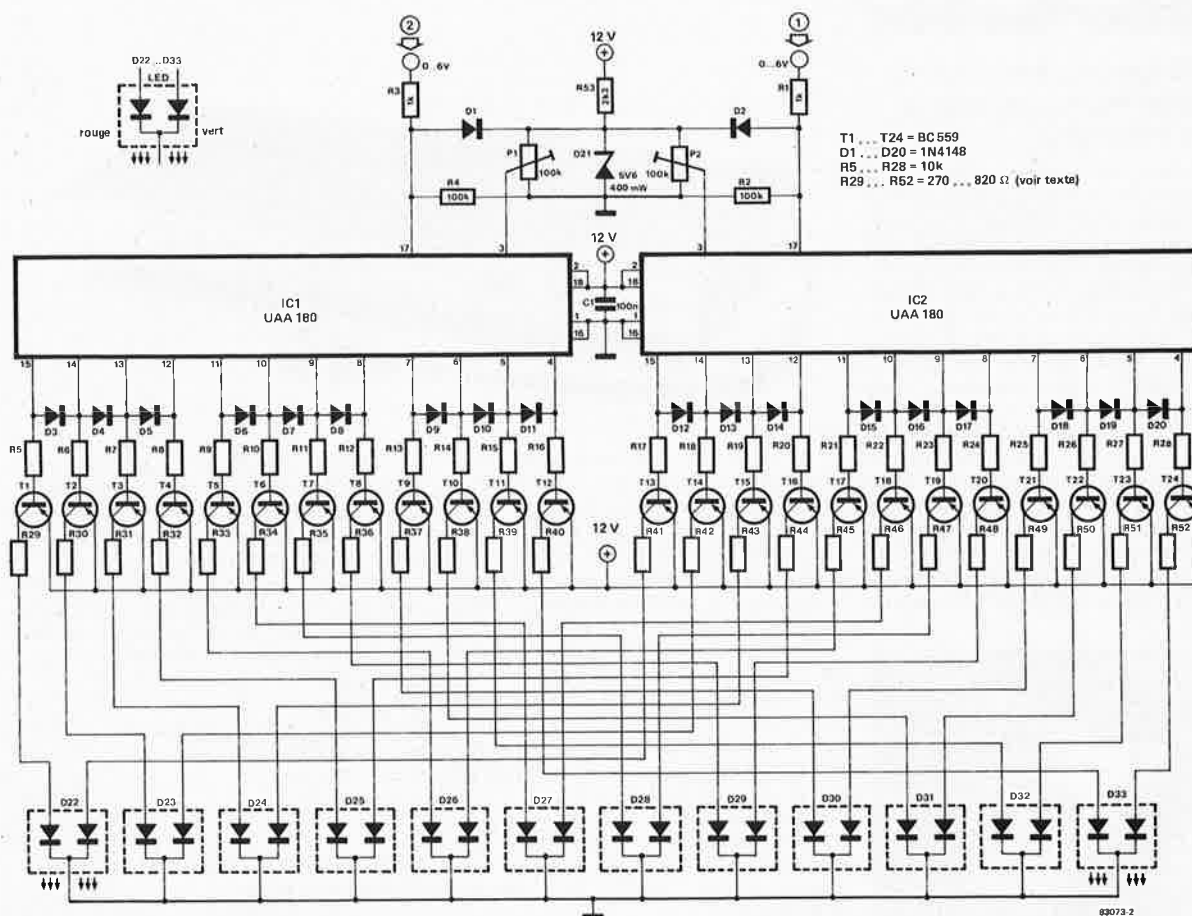 D22 ... D33
LED
rouge
vert
2
0...6V
R3
1k
12 V
R53
2k2
1
0...6V
R1
1k
D1
D2
P1
100k
D21
5V6
400 mW
P2
100k
R4
100k
R2
100k
T1 ... T24 = BC 559
D1 ... D20 = 1N4148
R5 ... R28 = 10k
R29 ... R52 = 270 ... 820 Ω (voir texte)
17
3
12 V
3
17
IC1
UAA 180
2
18
1
16
C1
100n
2
18
1
16
IC2
UAA 180
15 14 13 12 11 10 9 8 7 6 5 4
15 14 13 12 11 10 9 8 7 6 5 4
D3 D4 D5 D6 D7 D8 D9 D10 D11
D12 D13 D14 D15 D16 D17 D18 D19 D20
R5 R6 R7 R8 R9 R10 R11 R12 R13 R14 R15 R16
R17 R18 R19 R20 R21 R22 R23 R24 R25 R26 R27 R28
T1 T2 T3 T4 T5 T6 T7 T8 T9 T10 T11 T12
T13 T14 T15 T16 T17 T18 T19 T20 T21 T22 T23 T24
R29 R30 R31 R32 R33 R34 R35 R36 R37 R38 R39 R40
12 V
R41 R42 R43 R44 R45 R46 R47 R48 R49 R50 R51 R52
D22 D23 D24 D25 D26 D27 D28 D29 D30 D31 D32 D33
83073-2